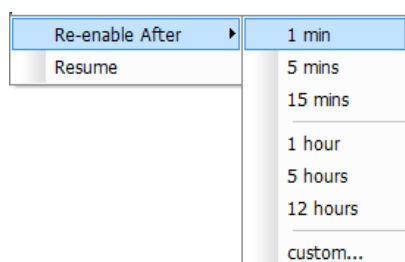 Re-enable After
Resume
1 min
5 mins
15 mins
1 hour
5 hours
12 hours
custom...